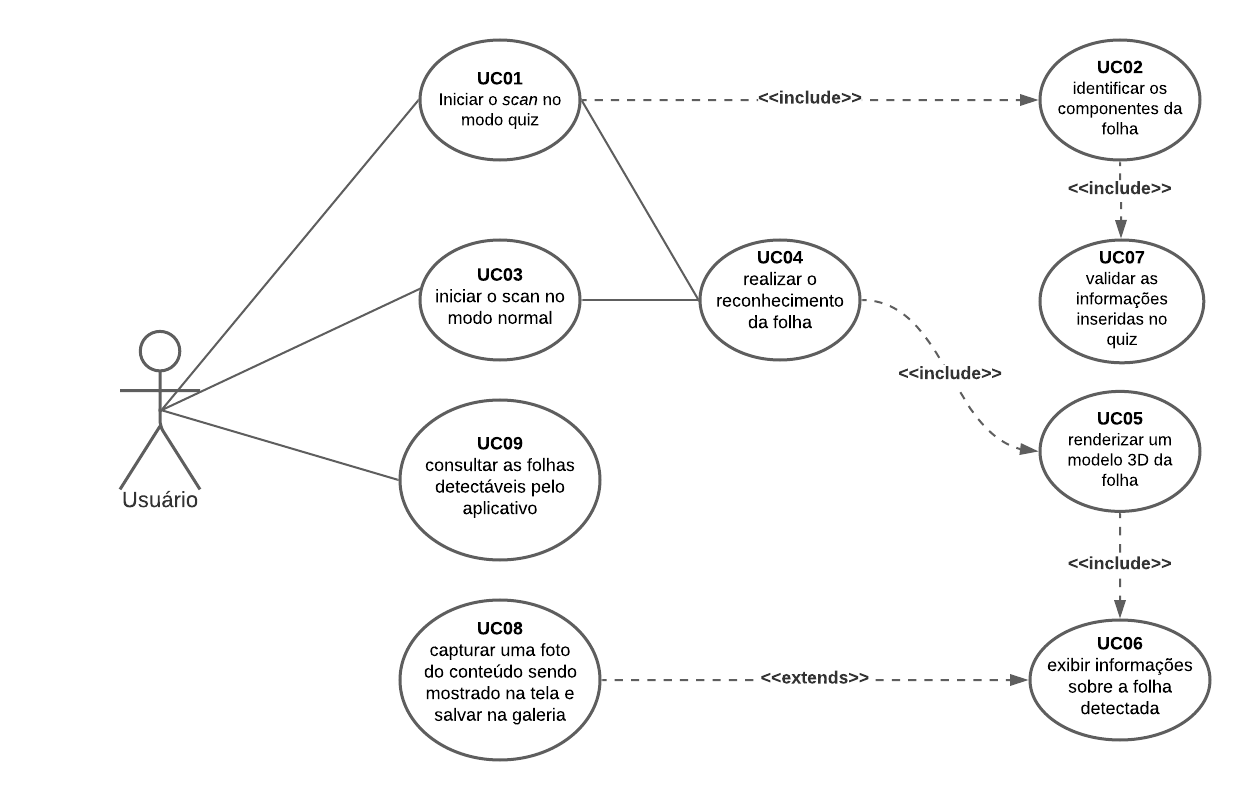 UC01
Iniciar o scan no
modo quiz
<<include>>
UC02
identificar os
componentes da
folha
<<include>>
UC03
iniciar o scan no
modo normal
UC04
realizar o
reconhecimento
da folha
UC07
validar as
informações
inseridas no
quiz
<<include>>
Usuário
UC09
consultar as folhas
detectáveis pelo
aplicativo
UC05
renderizar um
modelo 3D da
folha
<<include>>
UC08
capturar uma foto
do conteúdo sendo
mostrado na tela e
salvar na galeria
<<extends>>
UC06
exibir informações
sobre a folha
detectada